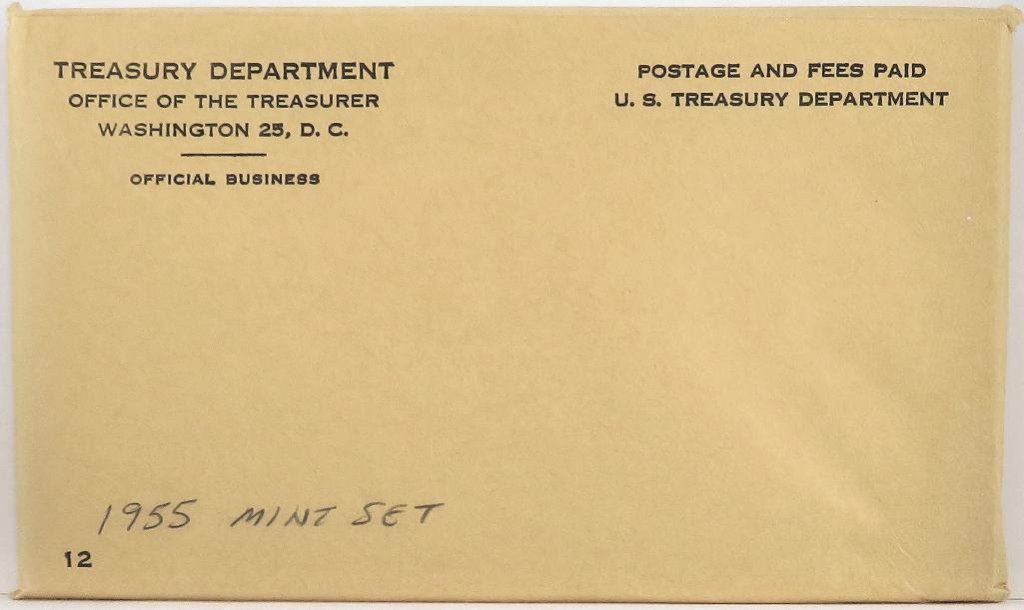 TREASURY DEPARTMENT
OFFICE OF THE TREASURER
WASHINGTON 25, D. C.
OFFICIAL BUSINESS
POSTAGE AND FEES PAID
U. S. TREASURY DEPARTMENT
1955 MINT SET
12